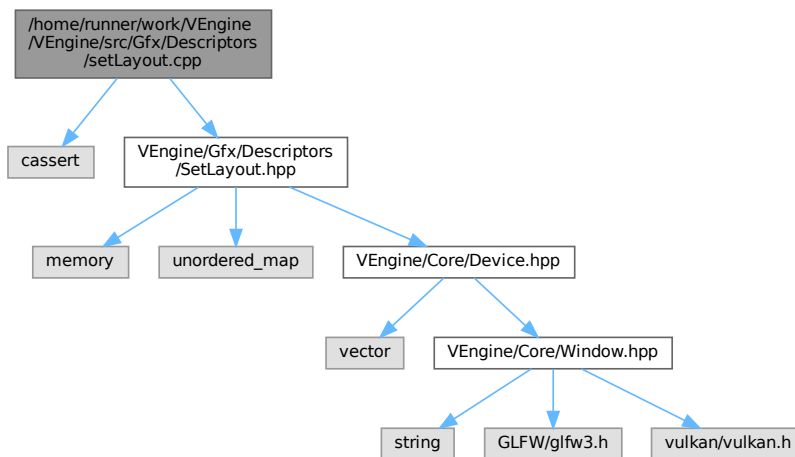 /home/runner/work/VEngine
/VEngine/src/Gfx/Descriptors
/setLayout.cpp
cassert
VEngine/Gfx/Descriptors
/SetLayout.hpp
memory
unordered_map
VEngine/Core/Device.hpp
vector
VEngine/Core/Window.hpp
string
GLFW/glfw3.h
vulkan/vulkan.h